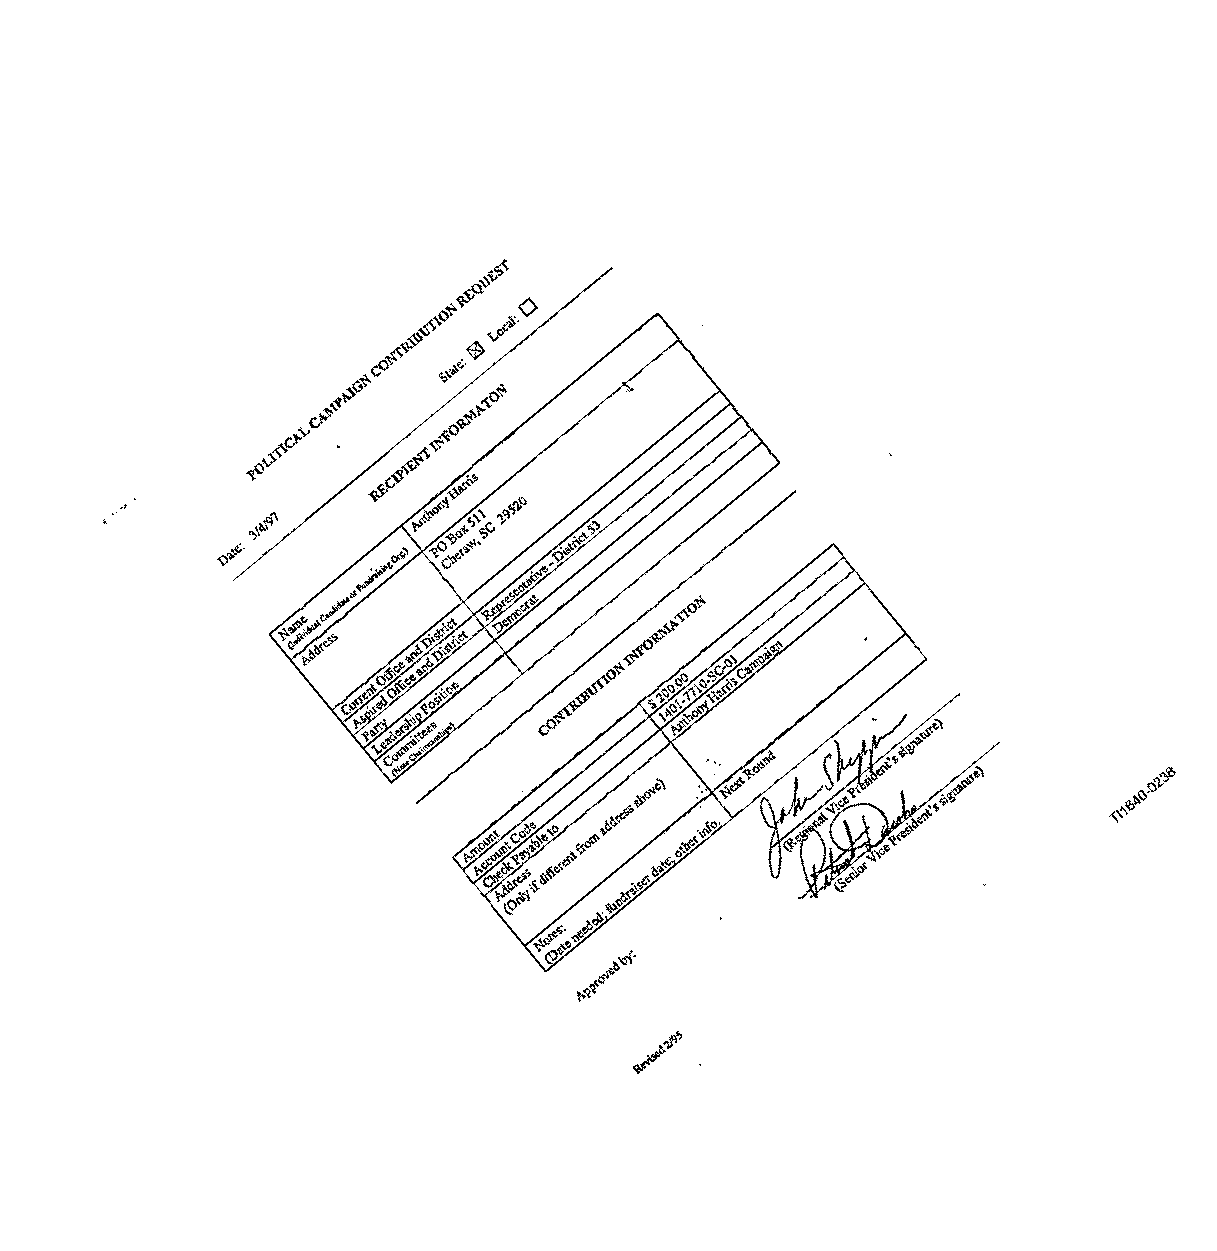 POLITICAL CAMPAIGN CONTRIBUTION REQUEST
State: ☒ Local: ☐
Date: 3/4/97
RECIPIENT INFORMATON
Name Anthony Harris
(Individual Candidate or Fundraising Org.)
Address PO Box 511
Cheraw, SC 29520
Current Office and District Representative - District 53
Aspired Office and District
Party Democrat
Leadership Position
Committees
(Note Chairmanships)
CONTRIBUTION INFORMATION
Amount $ 200.00
Account Code 1401-7710-SC-01
Check Payable to Anthony Harris Campaign
Address
(Only if different from address above)
Notes: Next Round
(Date needed, fundraiser date, other info.
Approved by:
(Regional Vice President's signature)
(Senior Vice President's signature)
Revised 2/95
TI1640-0238